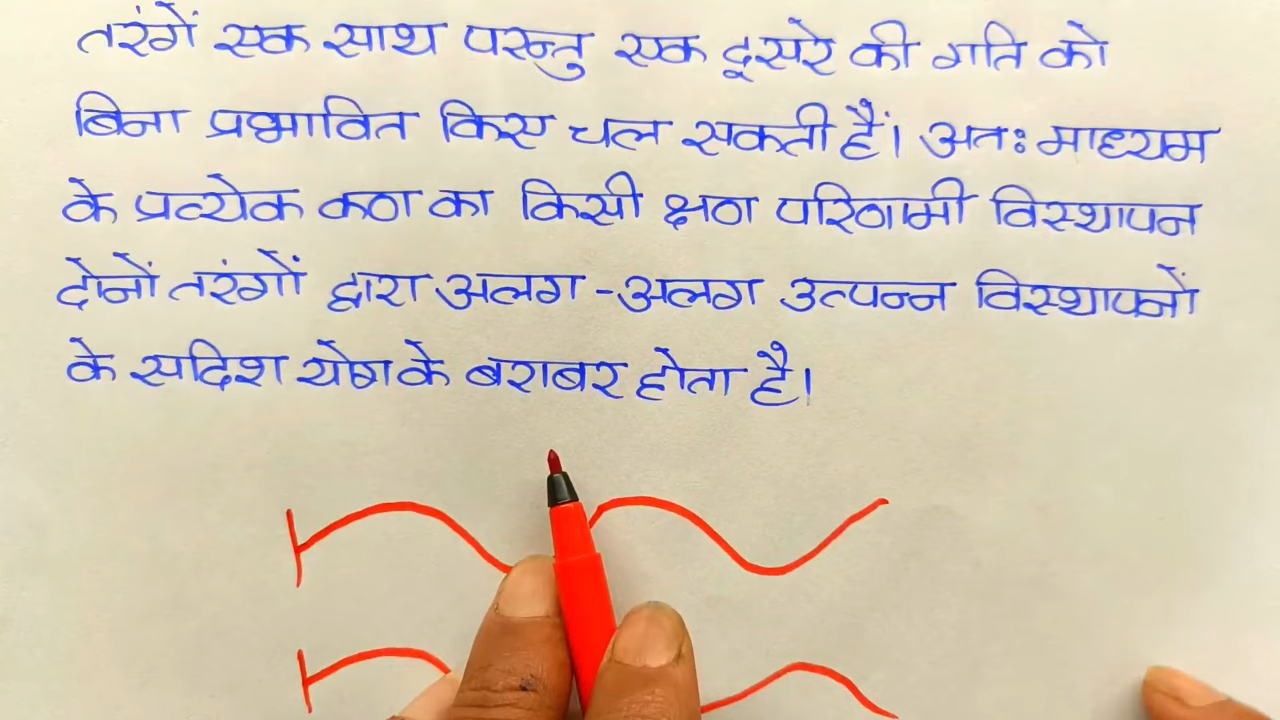 तरंगें एक साथ परन्तु एक दूसरे की गति को
बिना प्रभावित किए चल सकती हैं। अतः माध्यम
के प्रत्येक कण का किसी क्षण परिणामी विस्थापन
दोनों तरंगों द्वारा अलग-अलग उत्पन्न विस्थापनों
के सदिश योग के बराबर होता है।